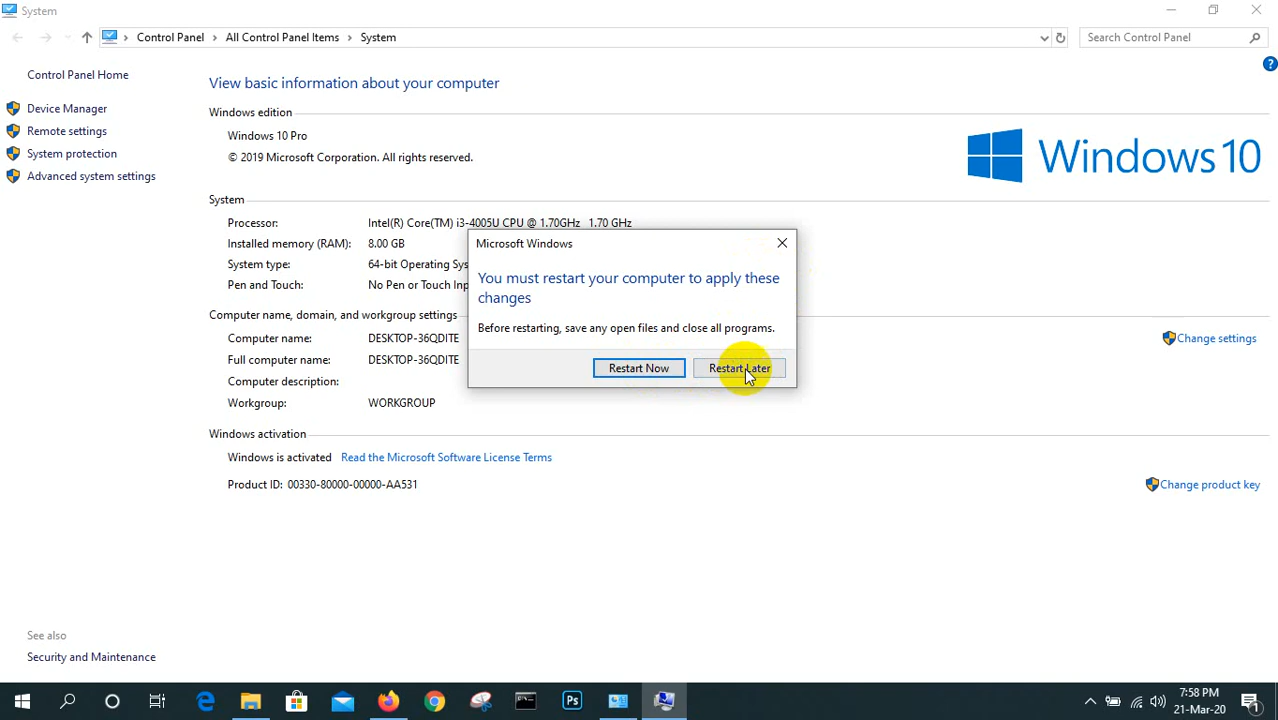 System
Control Panel > All Control Panel Items > System
Search Control Panel
Control Panel Home
Device Manager
Remote settings
System protection
Advanced system settings
View basic information about your computer
Windows edition
Windows 10 Pro
© 2019 Microsoft Corporation. All rights reserved.
Windows 10
System
Processor: Intel(R) Core(TM) i3-4005U CPU @ 1.70GHz 1.70 GHz
Installed memory (RAM): 8.00 GB
System type: 64-bit Operating
Pen and Touch: No Pen or Touch
Microsoft Windows
You must restart your computer to apply these
changes
Before restarting, save any open files and close all programs.
Restart Now Restart Later
Computer name, domain, and workgroup settings
Computer name: DESKTOP-36QDITE
Change settings
Full computer name: DESKTOP-36QDITE
Computer description:
Workgroup: WORKGROUP
Windows activation
Windows is activated Read the Microsoft Software License Terms
Product ID: 00330-80000-00000-AA531
Change product key
See also
Security and Maintenance
Ps
7:58 PM
21-Mar-20
1